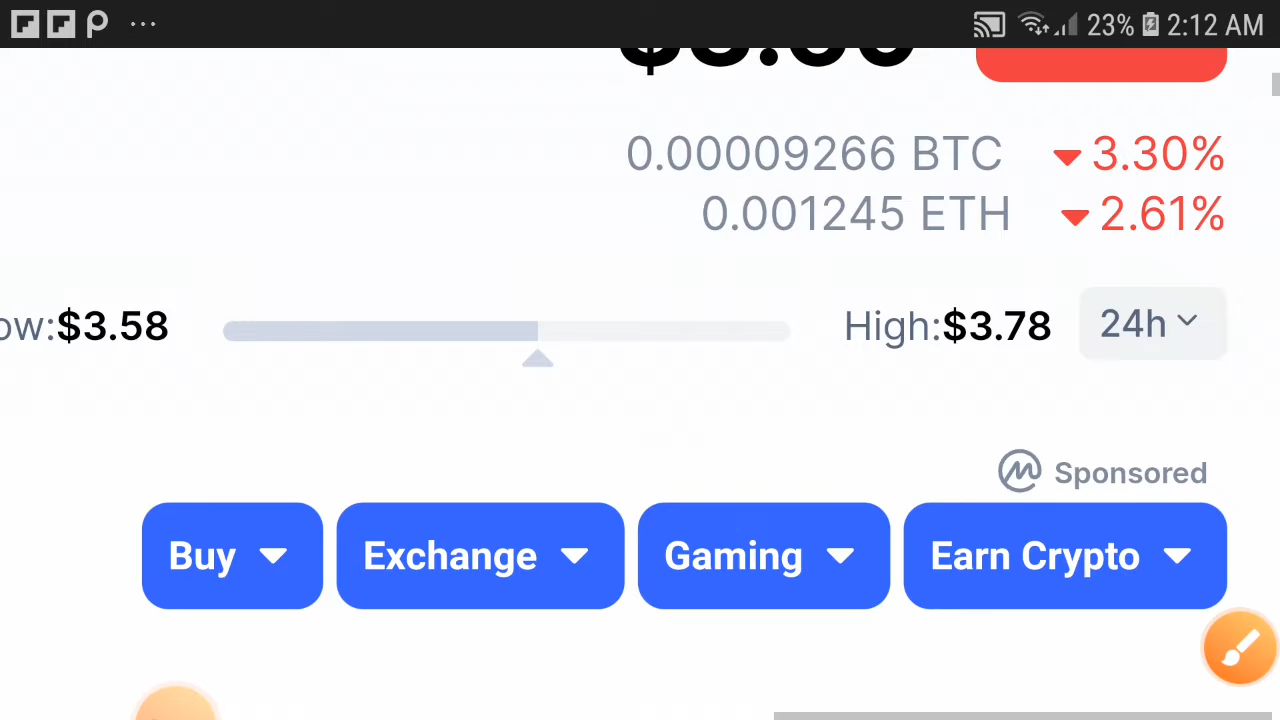 23% 2:12 AM
0.00009266 BTC 3.30%
0.001245 ETH 2.61%
ow:$3.58 High:$3.78 24h
Sponsored
Buy Exchange Gaming Earn Crypto